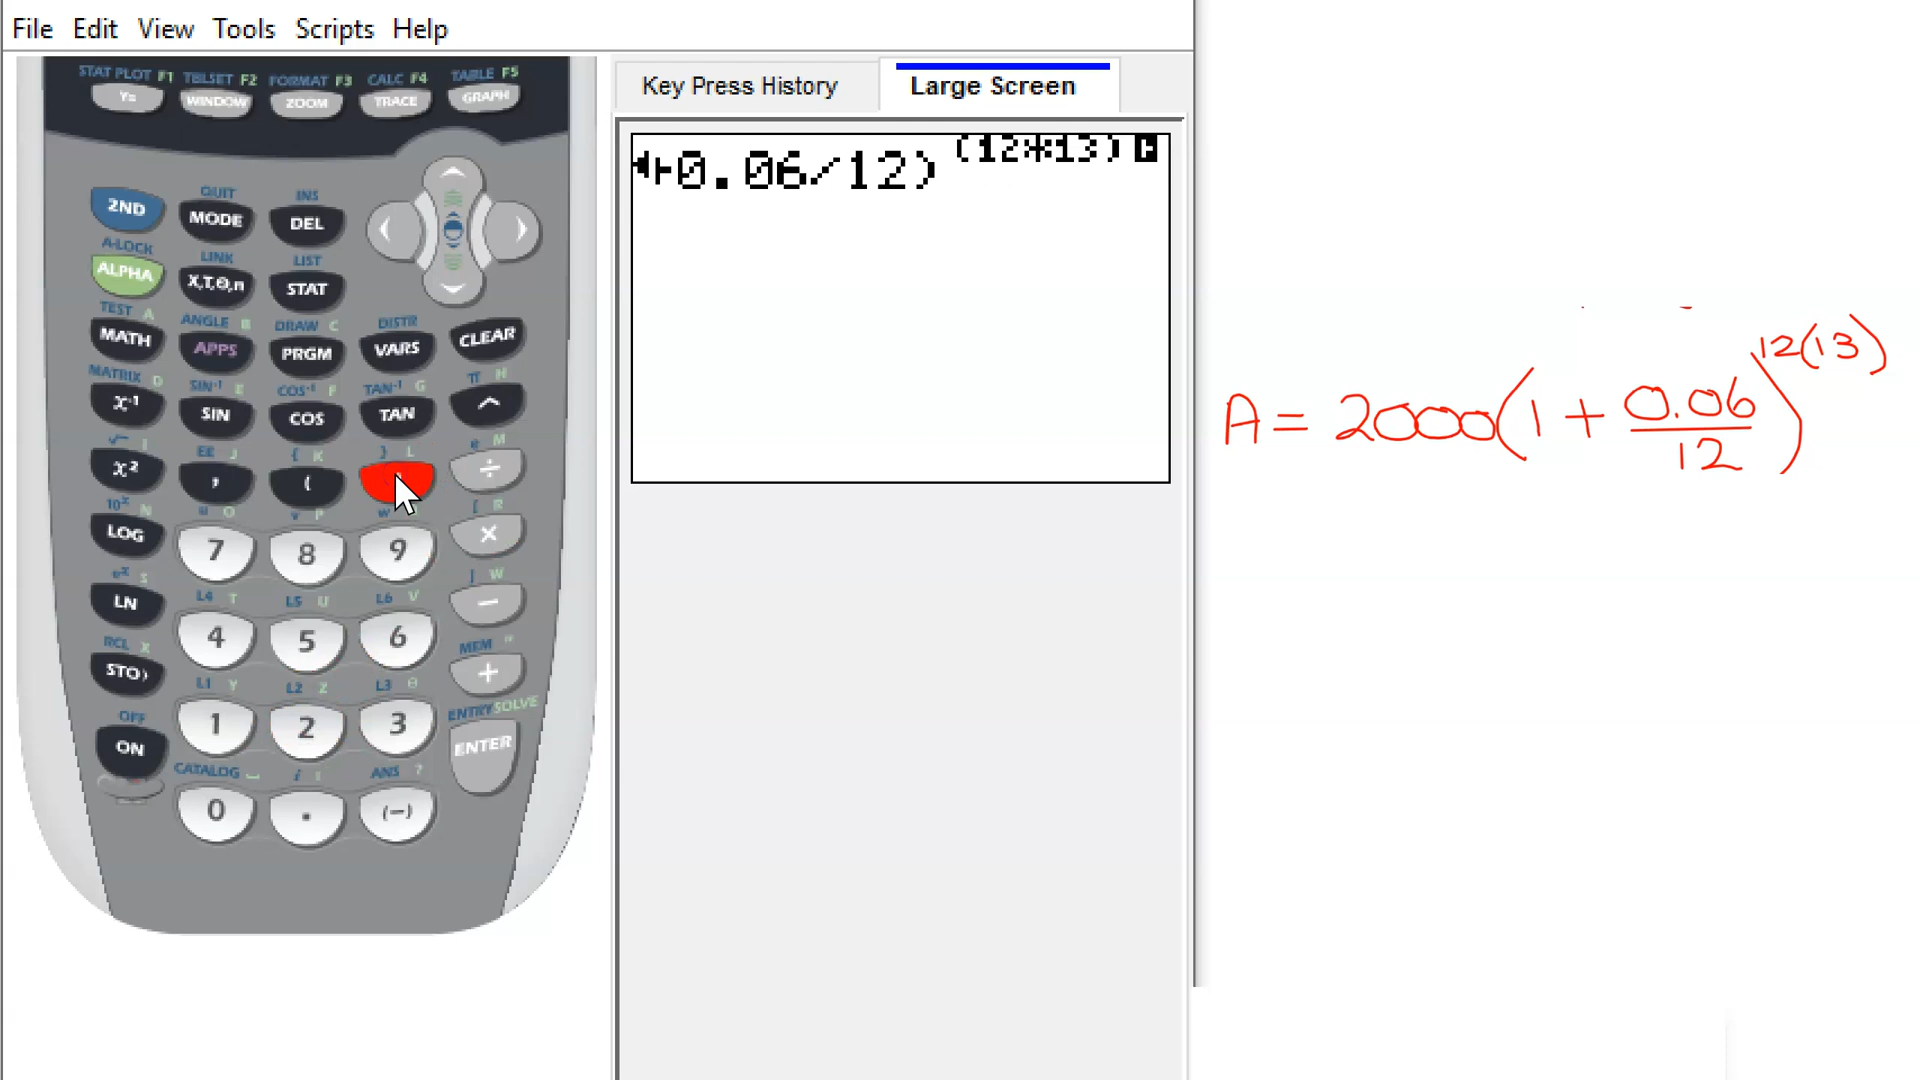 File Edit View Tools Scripts Help
STAT PLOT F1 TBLSET F2 FORMAT F3 CALC F4 TABLE F5
Y= WINDOW ZOOM TRACE GRAPH
Key Press History Large Screen
+0.06/12)^(12*13)
QUIT INS
2ND MODE DEL
A-LOCK LINK LIST
ALPHA X,T,Θ,n STAT
TEST A ANGLE B DRAW C DISTR
MATH APPS PRGM VARS CLEAR
MATRIX D SIN-1 E COS-1 F TAN-1 G π H
x-1 SIN COS TAN ^
√ I EE J { K } L e M
x² , ( ÷
10ˣ N u O v P w [ R
LOG 7 8 9 ×
eˣ S L4 T L5 U L6 V ] W
LN 4 5 6 −
RCL X L1 Y L2 Z L3 θ MEM "
STO› 1 2 3 +
OFF CATALOG i : ANS ? ENTRY SOLVE
ON 0 . (−) ENTER
A = 2000(1 + 0.06/12)^12(13)